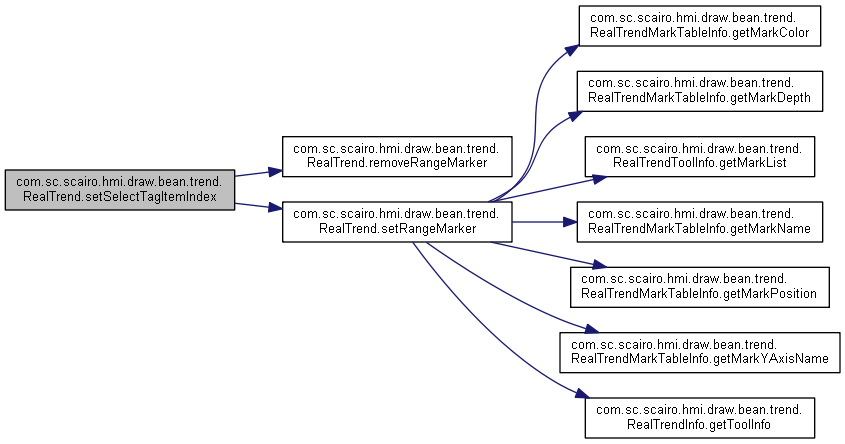 com.sc.scairo.hmi.draw.bean.trend.
RealTrend.setSelectTagItemIndex
com.sc.scairo.hmi.draw.bean.trend.
RealTrend.removeRangeMarker
com.sc.scairo.hmi.draw.bean.trend.
RealTrend.setRangeMarker
com.sc.scairo.hmi.draw.bean.trend.
RealTrendMarkTableInfo.getMarkColor
com.sc.scairo.hmi.draw.bean.trend.
RealTrendMarkTableInfo.getMarkDepth
com.sc.scairo.hmi.draw.bean.trend.
RealTrendToolInfo.getMarkList
com.sc.scairo.hmi.draw.bean.trend.
RealTrendMarkTableInfo.getMarkName
com.sc.scairo.hmi.draw.bean.trend.
RealTrendMarkTableInfo.getMarkPosition
com.sc.scairo.hmi.draw.bean.trend.
RealTrendMarkTableInfo.getMarkYAxisName
com.sc.scairo.hmi.draw.bean.trend.
RealTrendInfo.getToolInfo